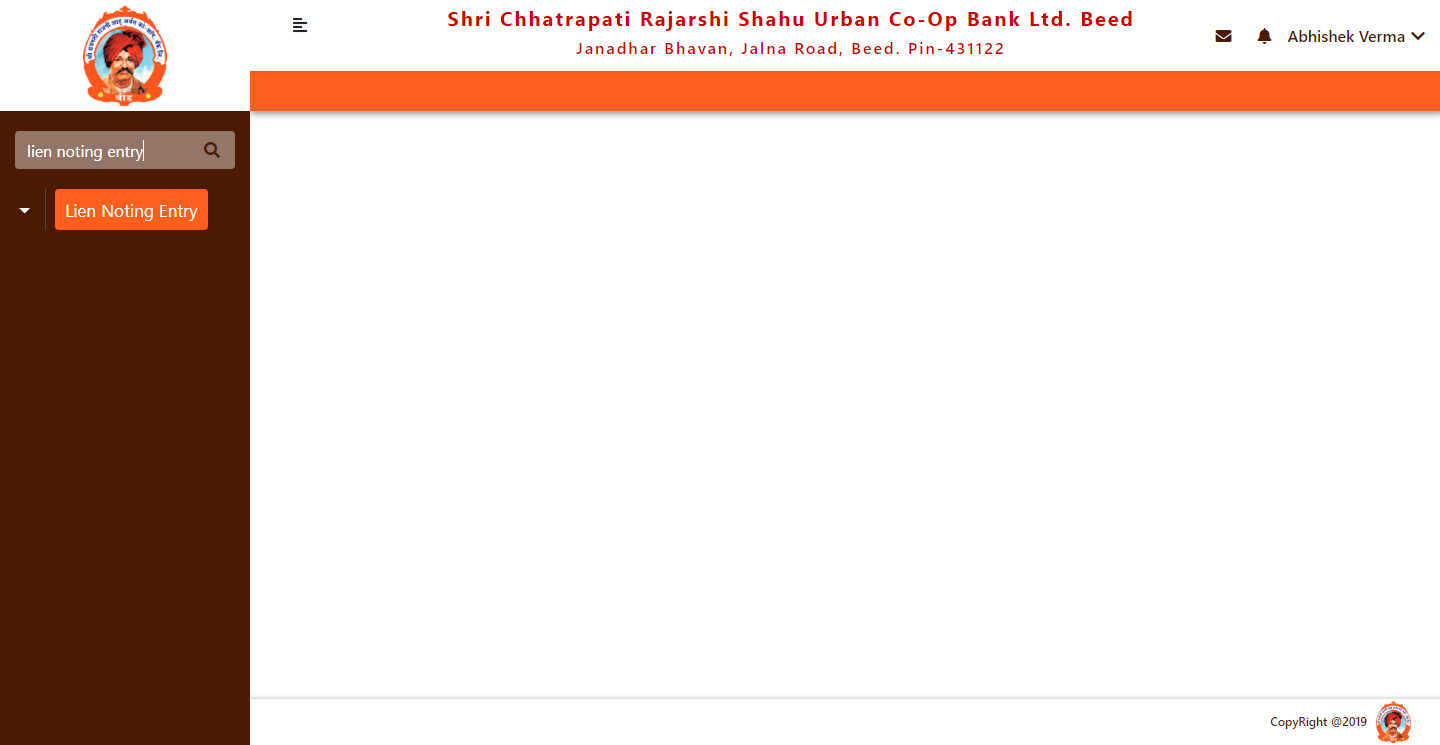 Shri Chhatrapati Rajarshi Shahu Urban Co-Op Bank Ltd. Beed
Janadhar Bhavan, Jalna Road, Beed. Pin-431122
Abhishek Verma
बीड
lien noting entry
Lien Noting Entry
CopyRight @2019